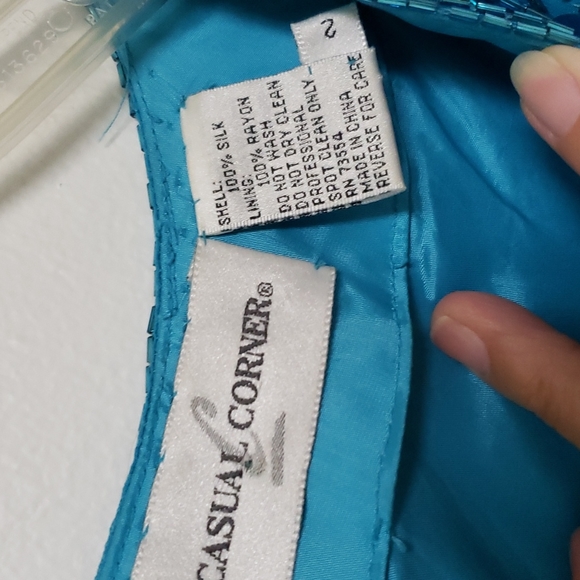 2
SHELL:
100% SILK
LINING:
100% RAYON
DO NOT WASH
DO NOT DRY CLEAN
PROFESSIONAL
SPOT CLEAN ONLY
RN 73554
MADE IN CHINA
REVERSE FOR CARE
CASUAL CORNER®